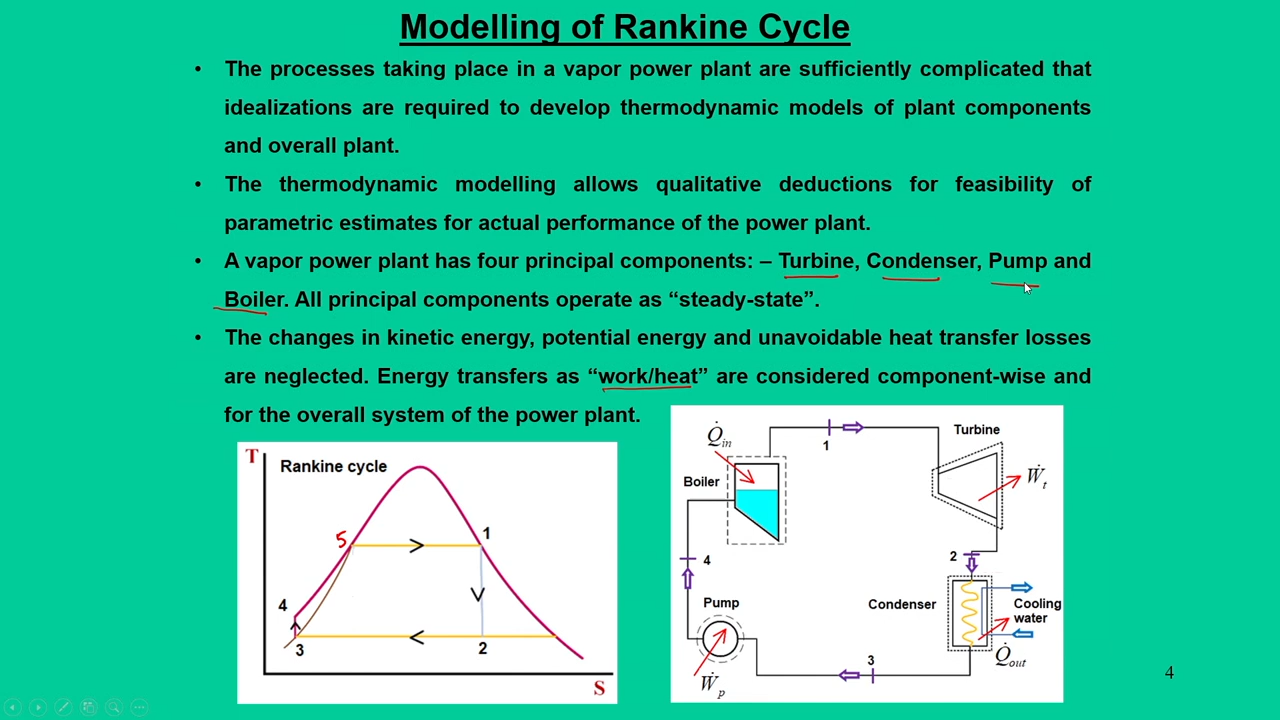 Modelling of Rankine Cycle
• The processes taking place in a vapor power plant are sufficiently complicated that
idealizations are required to develop thermodynamic models of plant components
and overall plant.
• The thermodynamic modelling allows qualitative deductions for feasibility of
parametric estimates for actual performance of the power plant.
• A vapor power plant has four principal components: – Turbine, Condenser, Pump and
Boiler. All principal components operate as “steady-state”.
• The changes in kinetic energy, potential energy and unavoidable heat transfer losses
are neglected. Energy transfers as “work/heat” are considered component-wise and
for the overall system of the power plant.
T
Rankine cycle
5
1
4
3
2
S
Q̇in
1
Turbine
Boiler
Ẇt
4
2
Pump
Condenser
Cooling
water
3
Q̇out
Ẇp
4